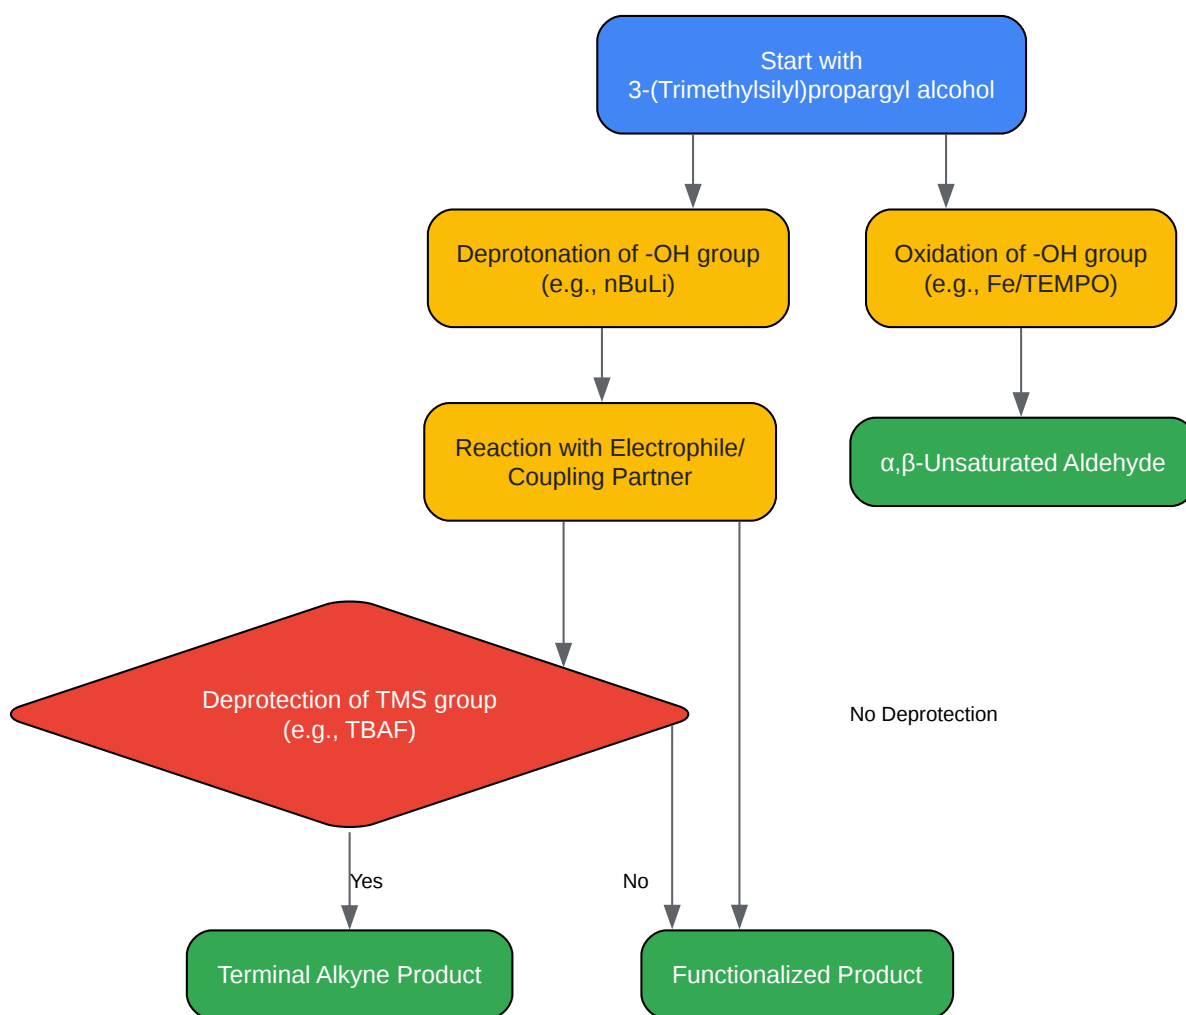 Start with
3-(Trimethylsilyl)propargyl alcohol
Deprotonation of -OH group
(e.g., nBuLi)
Oxidation of -OH group
(e.g., Fe/TEMPO)
Reaction with Electrophile/
Coupling Partner
α,β-Unsaturated Aldehyde
Deprotection of TMS group
(e.g., TBAF)
No Deprotection
Yes
No
Terminal Alkyne Product
Functionalized Product